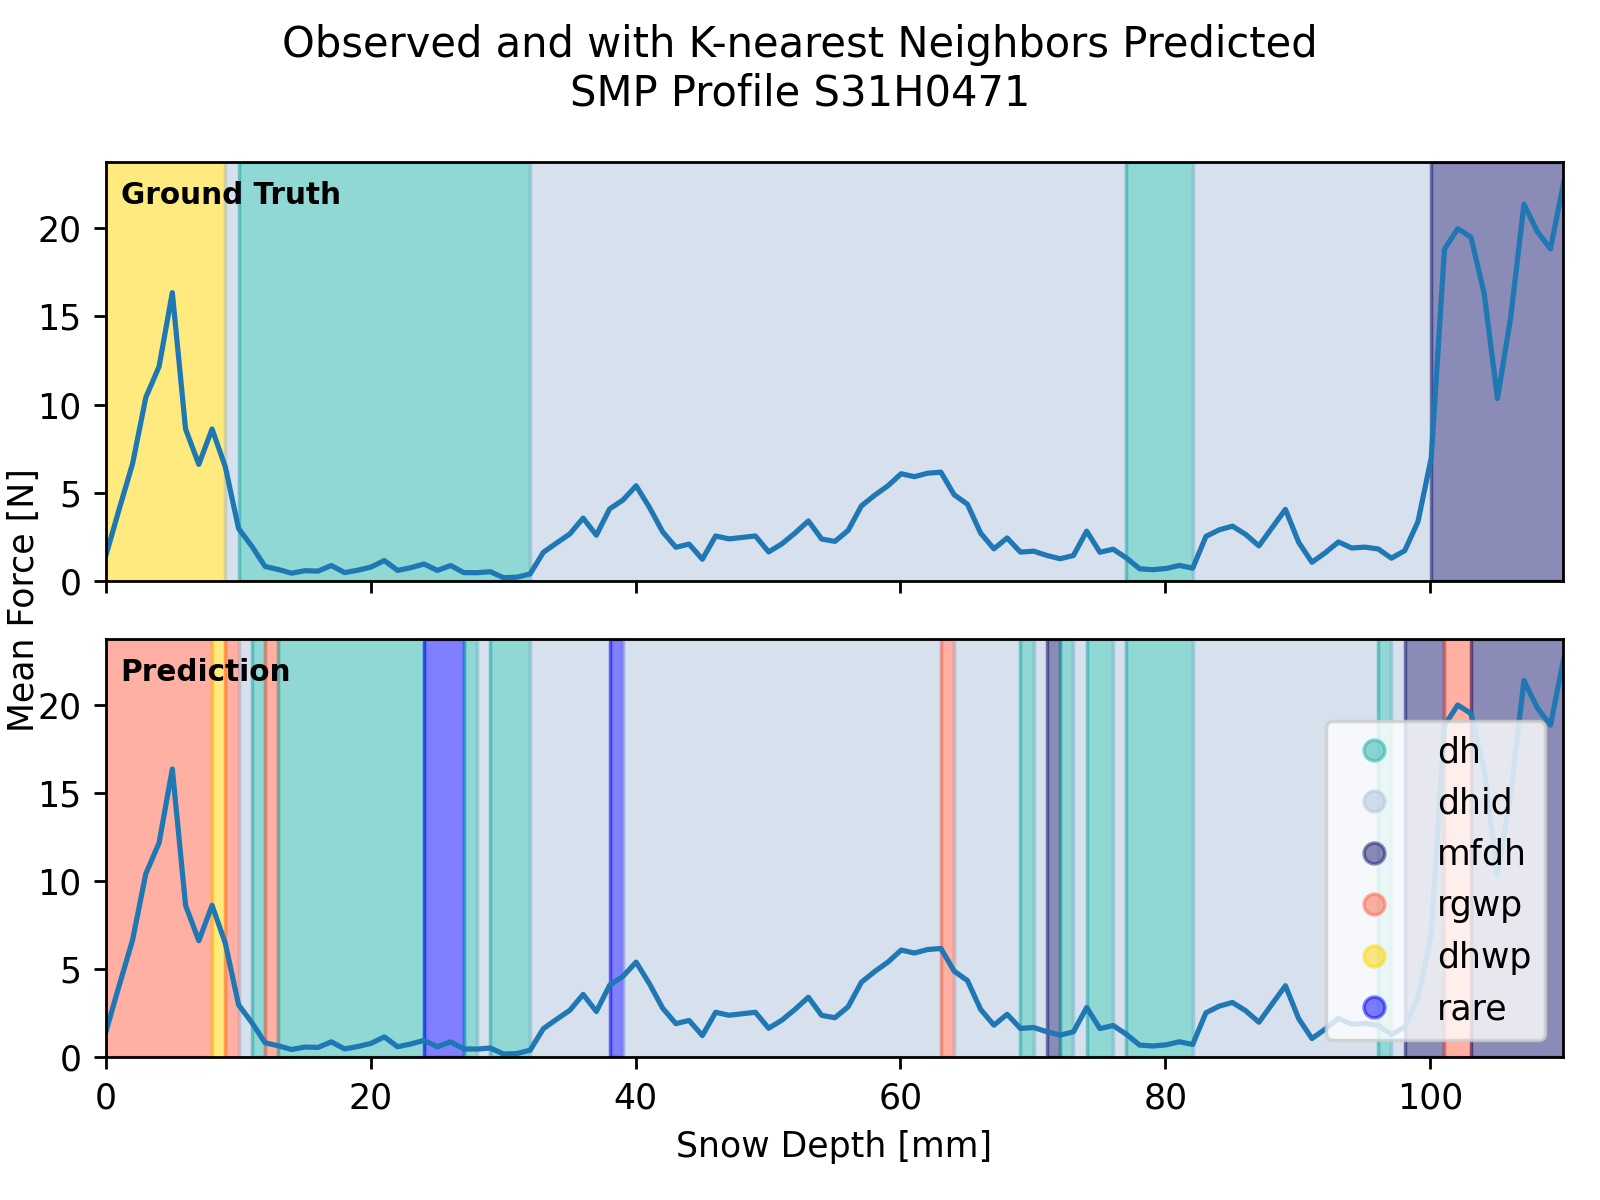 Observed and with K-nearest Neighbors Predicted
SMP Profile S31H0471
Ground Truth
20
15
10
5
0
Mean Force [N]
Prediction
20
15
10
5
0
dh
dhid
mfdh
rgwp
dhwp
rare
0 20 40 60 80 100
Snow Depth [mm]